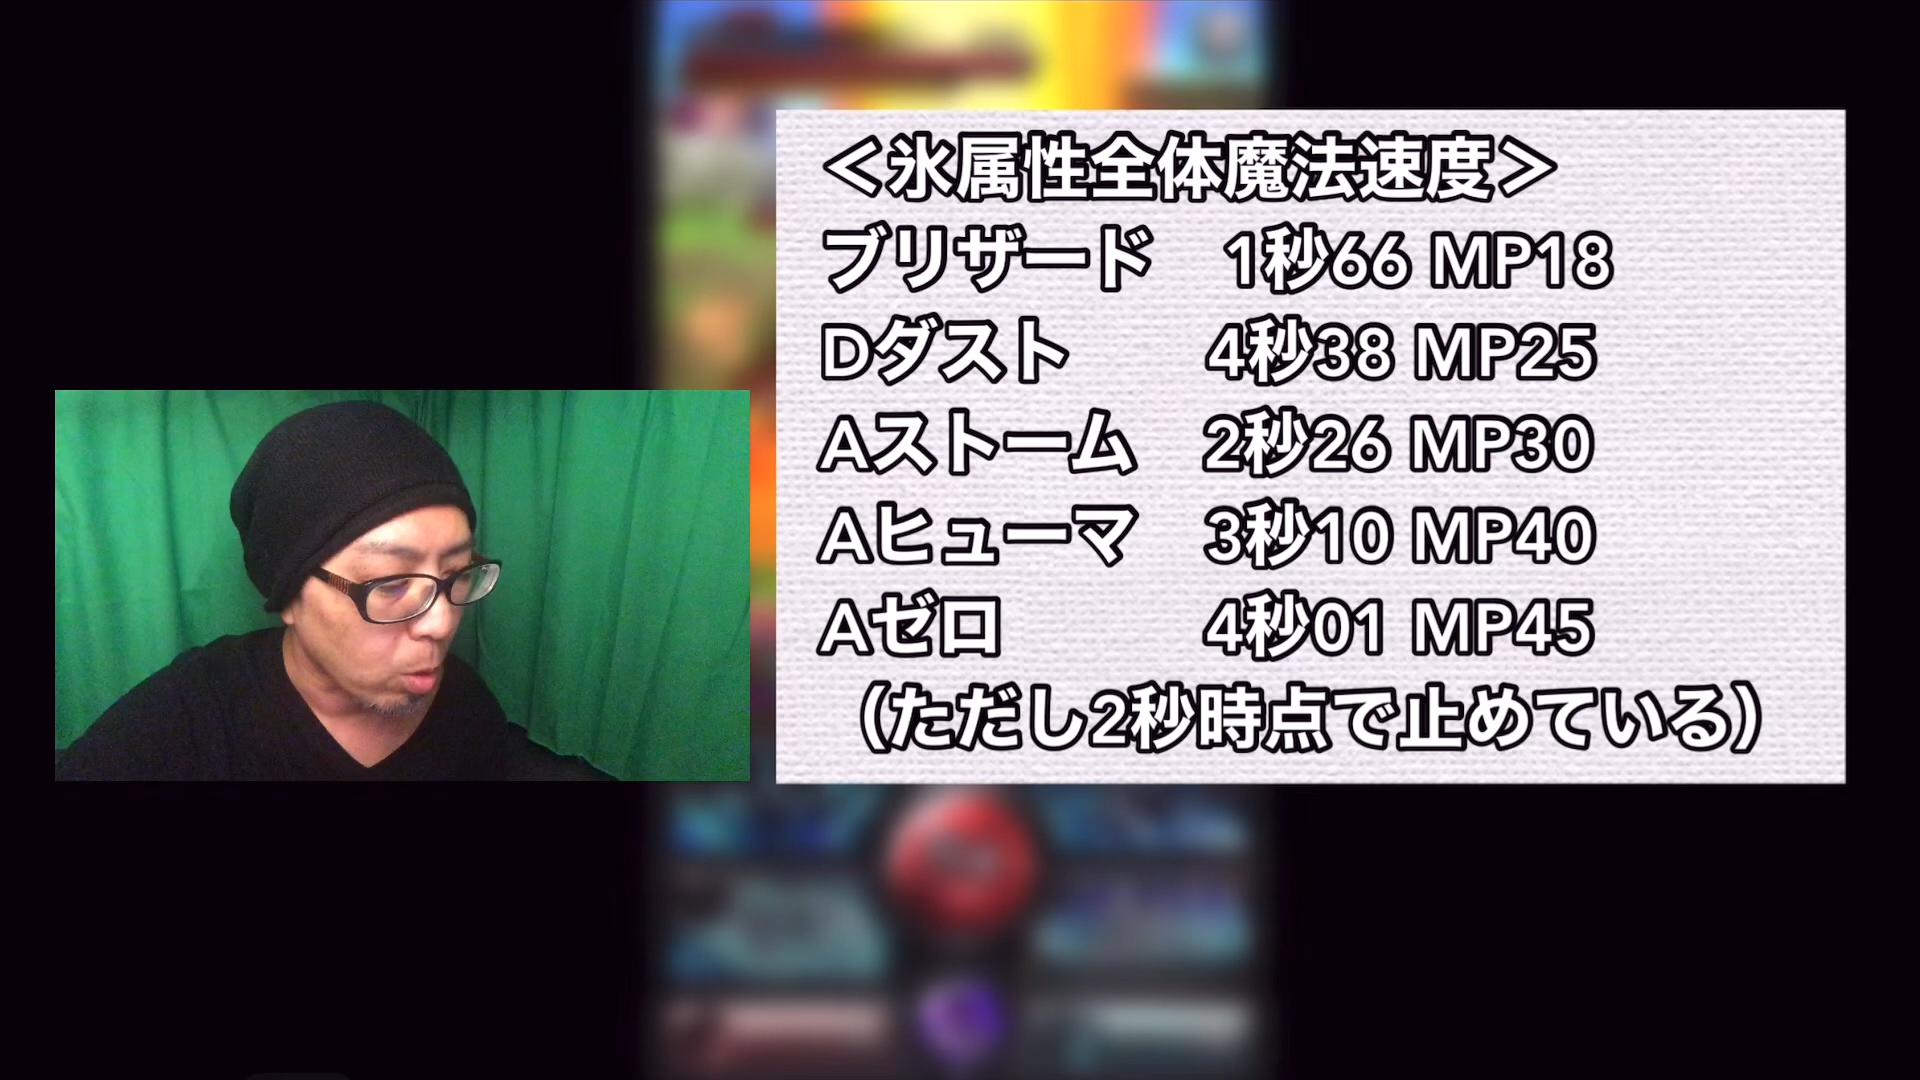 ＜氷属性全体魔法速度＞
ブリザード　1秒66 MP18
Dダスト　4秒38 MP25
Aストーム　2秒26 MP30
Aヒューマ　3秒10 MP40
Aゼロ　4秒01 MP45
（ただし2秒時点で止めている）